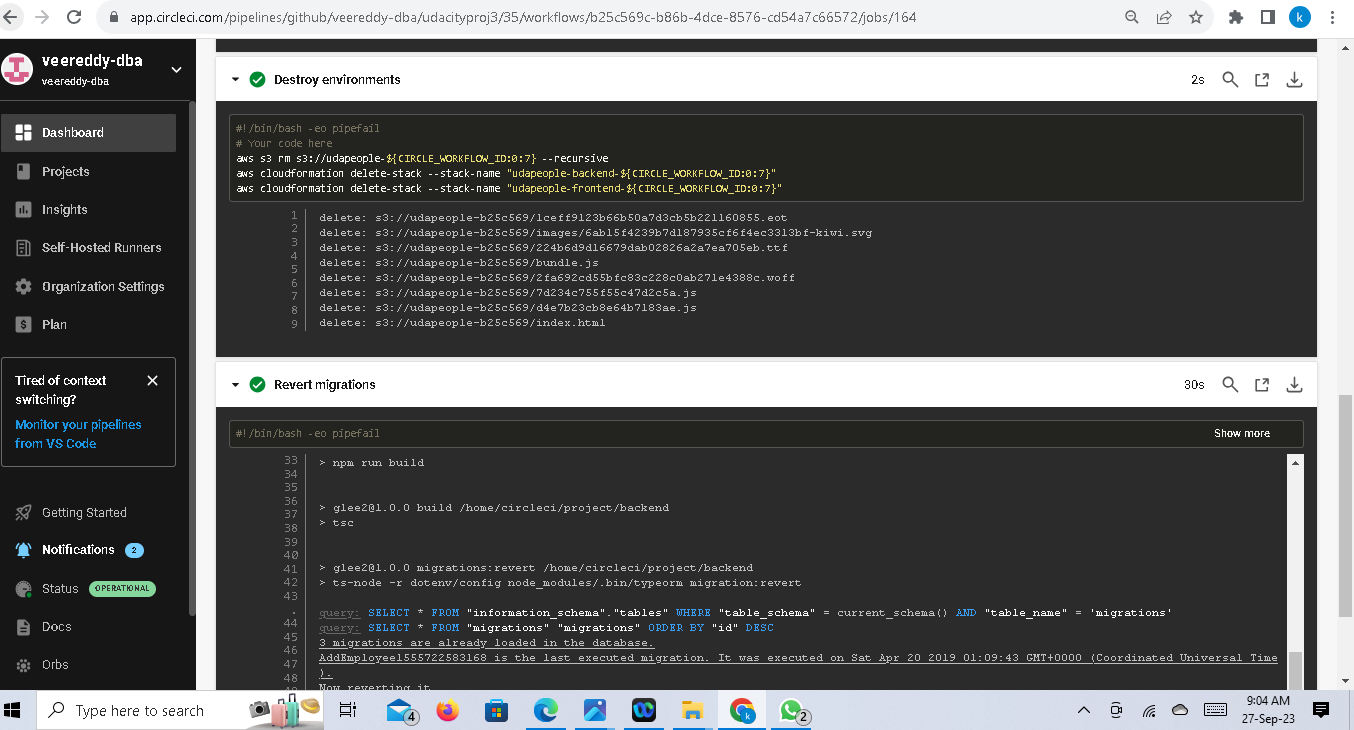 app.circleci.com/pipelines/github/veereddy-dba/udacityproj3/35/workflows/b25c569c-b86b-4dce-8576-cd54a7c66572/jobs/164
k
veereddy-dba
veereddy-dba
Dashboard
Projects
Insights
Self-Hosted Runners
Organization Settings
Plan
Tired of context
switching?
Monitor your pipelines
from VS Code
Getting Started
Notifications 2
Status OPERATIONAL
Docs
Orbs
Destroy environments 2s
#!/bin/bash -eo pipefail
# Your code here
aws s3 rm s3://udapeople-${CIRCLE_WORKFLOW_ID:0:7} --recursive
aws cloudformation delete-stack --stack-name "udapeople-backend-${CIRCLE_WORKFLOW_ID:0:7}"
aws cloudformation delete-stack --stack-name "udapeople-frontend-${CIRCLE_WORKFLOW_ID:0:7}"
1 delete: s3://udapeople-b25c569/1ceff9123b66b50a7d3cb5b221160855.eot
2 delete: s3://udapeople-b25c569/images/6ab15f4239b7d187935cf6f4ec3313bf-kiwi.svg
3 delete: s3://udapeople-b25c569/224b6d9d16679dab02826a2a7ea705eb.ttf
4 delete: s3://udapeople-b25c569/bundle.js
5 delete: s3://udapeople-b25c569/2fa692cd55bfc83c228c0ab271e4388c.woff
6 delete: s3://udapeople-b25c569/7d234c755f55c47d2c5a.js
7 delete: s3://udapeople-b25c569/d4e7b23cb8e64b7183ae.js
8 delete: s3://udapeople-b25c569/index.html
9
Revert migrations 30s
#!/bin/bash -eo pipefail Show more
33 > npm run build
34
35
36 > glee2@1.0.0 build /home/circleci/project/backend
37 > tsc
38
39
40
41 > glee2@1.0.0 migrations:revert /home/circleci/project/backend
42 > ts-node -r dotenv/config node_modules/.bin/typeorm migration:revert
43
query: SELECT * FROM "information_schema"."tables" WHERE "table_schema" = current_schema() AND "table_name" = 'migrations'
44 query: SELECT * FROM "migrations" "migrations" ORDER BY "id" DESC
45 3 migrations are already loaded in the database.
46 AddEmployee1555722583168 is the last executed migration. It was executed on Sat Apr 20 2019 01:09:43 GMT+0000 (Coordinated Universal Time
47 ).
48 Now reverting it
Type here to search
4
k
2
9:04 AM
27-Sep-23